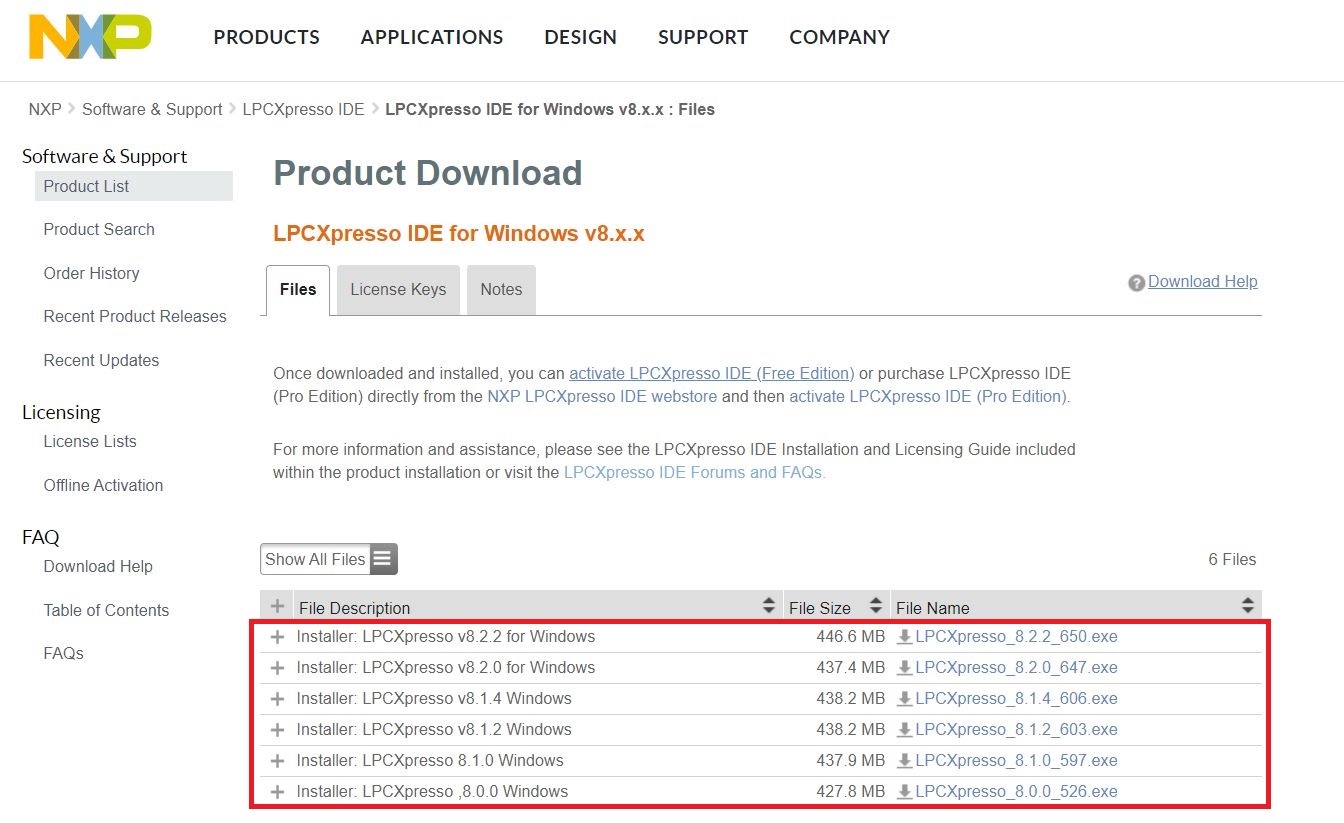 NXP
PRODUCTS APPLICATIONS DESIGN SUPPORT COMPANY
NXP > Software & Support > LPCXpresso IDE > LPCXpresso IDE for Windows v8.x.x : Files
Software & Support
Product List
Product Search
Order History
Recent Product Releases
Recent Updates
Licensing
License Lists
Offline Activation
FAQ
Download Help
Table of Contents
FAQs
Product Download
LPCXpresso IDE for Windows v8.x.x
Files License Keys Notes
? Download Help
Once downloaded and installed, you can activate LPCXpresso IDE (Free Edition) or purchase LPCXpresso IDE
(Pro Edition) directly from the NXP LPCXpresso IDE webstore and then activate LPCXpresso IDE (Pro Edition).
For more information and assistance, please see the LPCXpresso IDE Installation and Licensing Guide included
within the product installation or visit the LPCXpresso IDE Forums and FAQs.
Show All Files
6 Files
+ File Description File Size File Name
+ Installer: LPCXpresso v8.2.2 for Windows 446.6 MB LPCXpresso_8.2.2_650.exe
+ Installer: LPCXpresso v8.2.0 for Windows 437.4 MB LPCXpresso_8.2.0_647.exe
+ Installer: LPCXpresso v8.1.4 Windows 438.2 MB LPCXpresso_8.1.4_606.exe
+ Installer: LPCXpresso v8.1.2 Windows 438.2 MB LPCXpresso_8.1.2_603.exe
+ Installer: LPCXpresso 8.1.0 Windows 437.9 MB LPCXpresso_8.1.0_597.exe
+ Installer: LPCXpresso ,8.0.0 Windows 427.8 MB LPCXpresso_8.0.0_526.exe